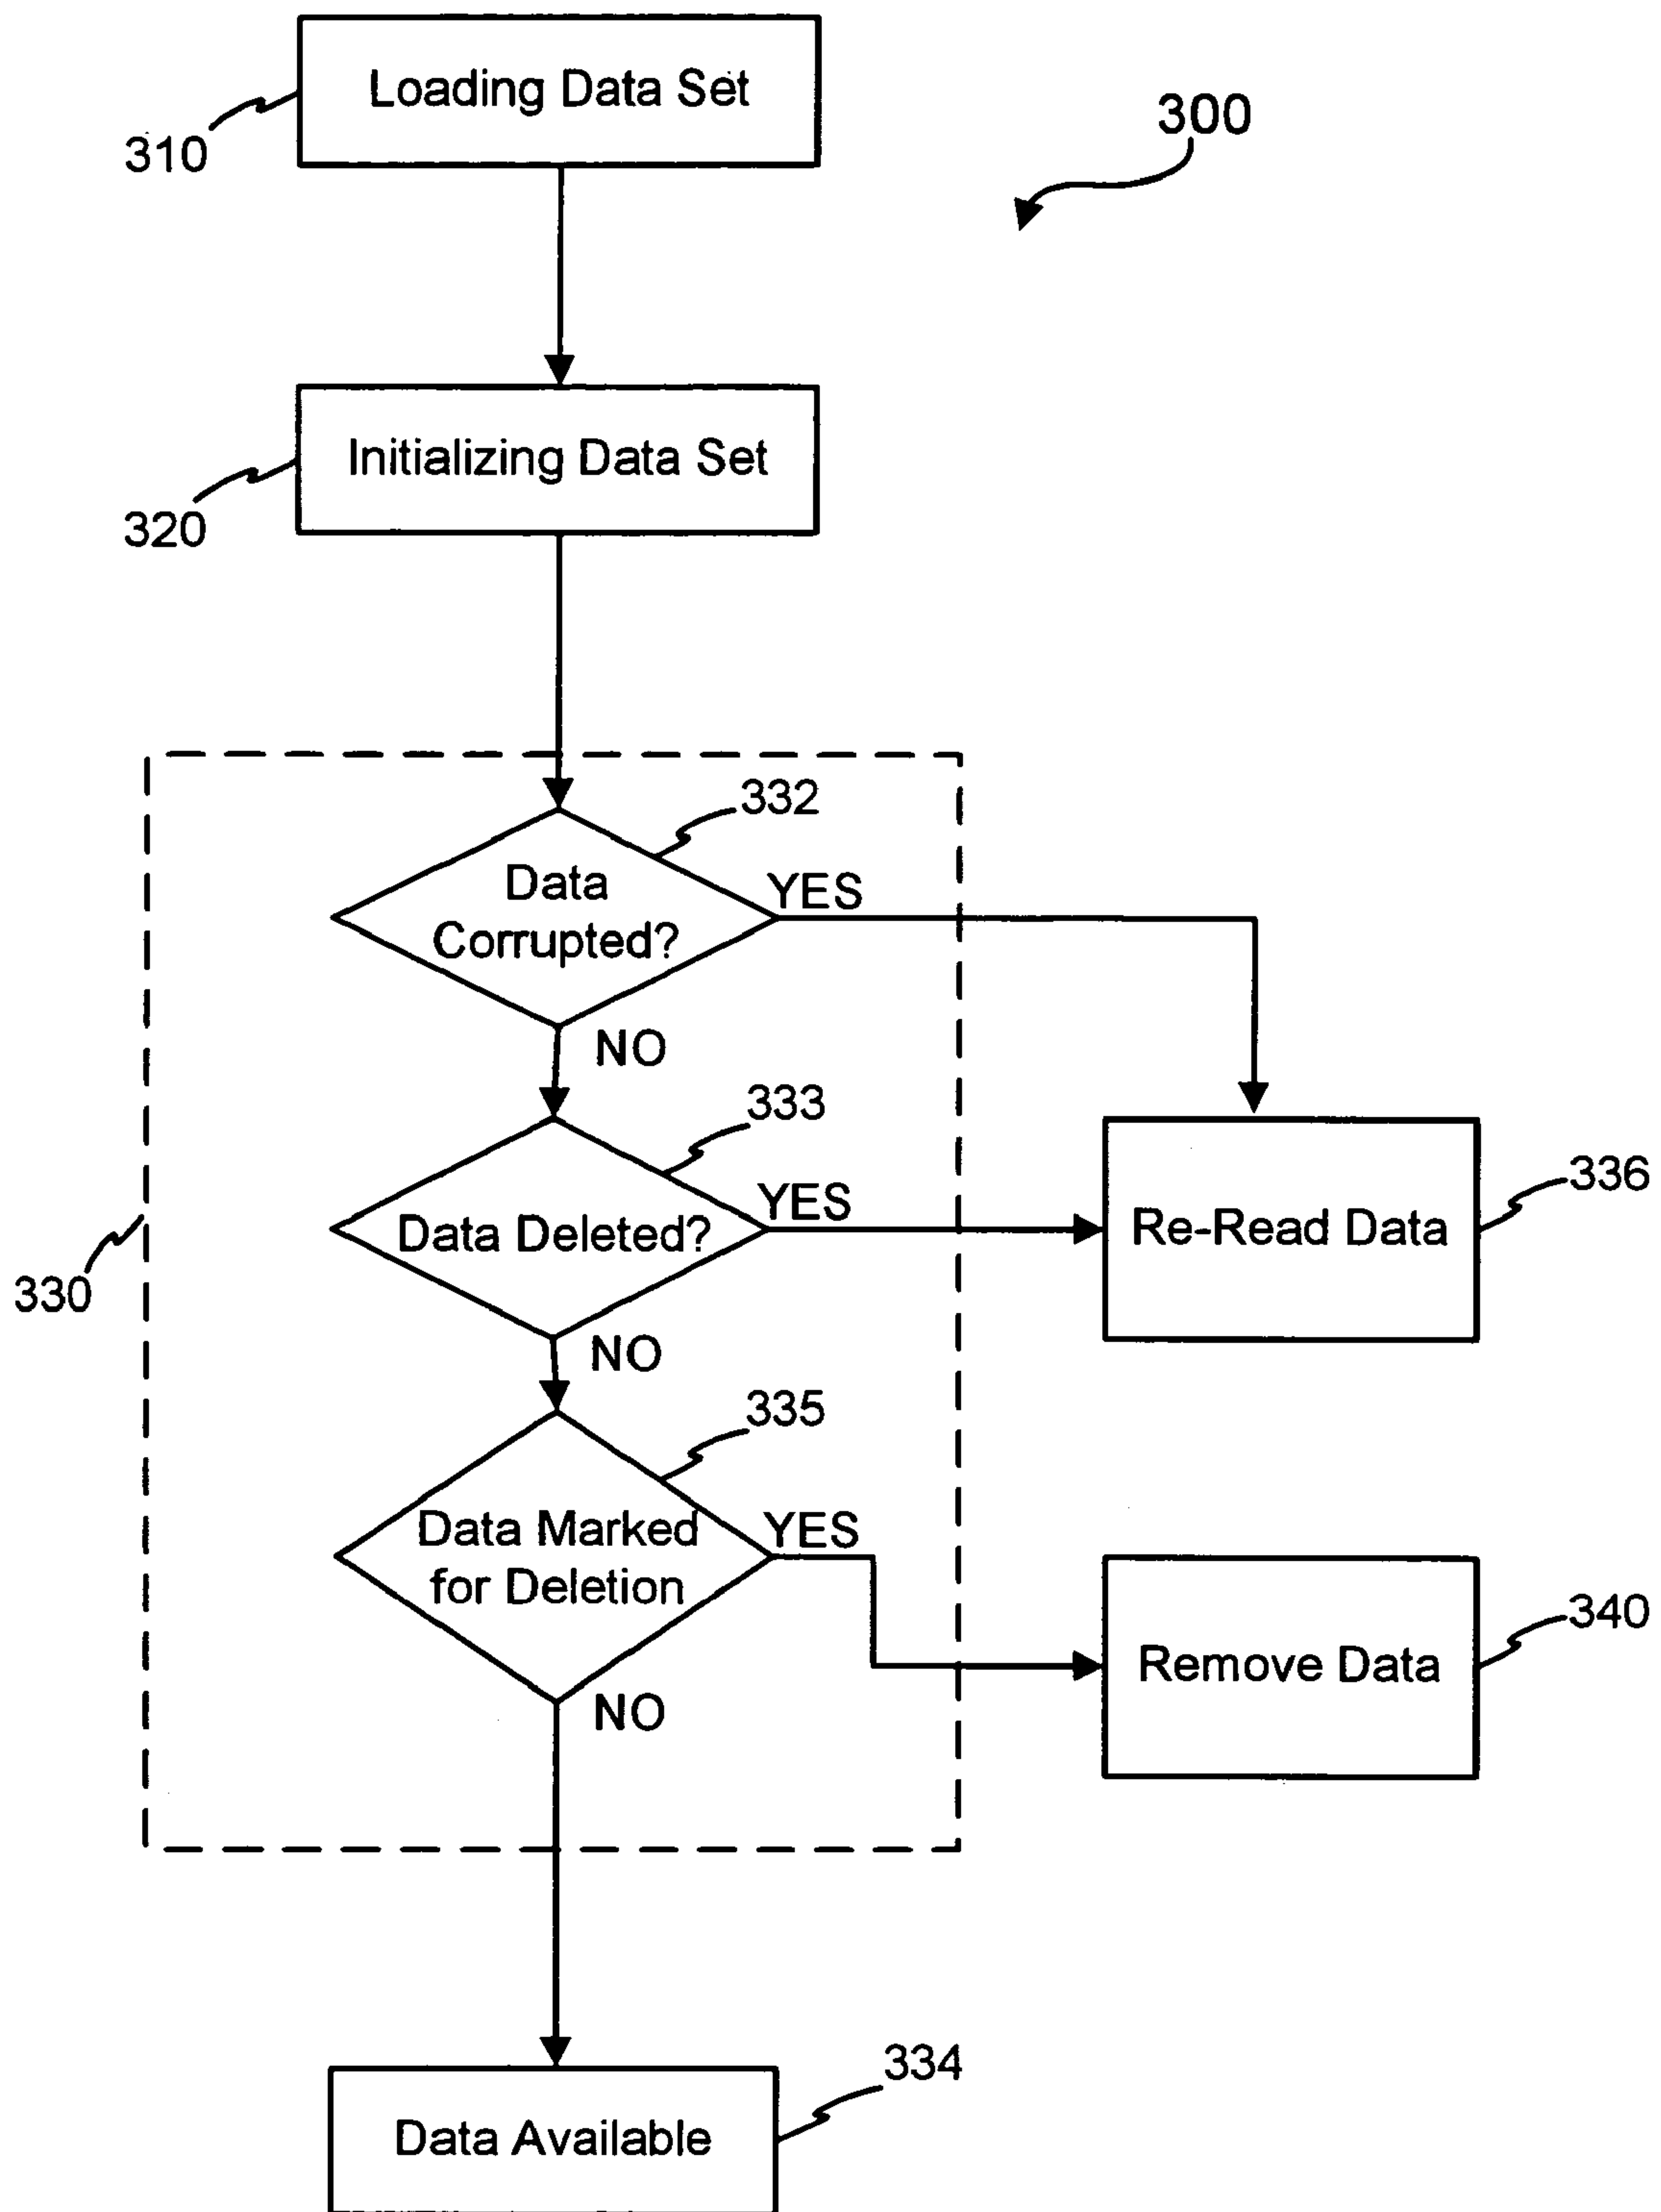 Loading Data Set
310
300
Initializing Data Set
320
332
Data
Corrupted?
YES
NO
333
Data Deleted?
YES
Re-Read Data
336
330
NO
335
Data Marked
for Deletion
YES
Remove Data
340
NO
334
Data Available